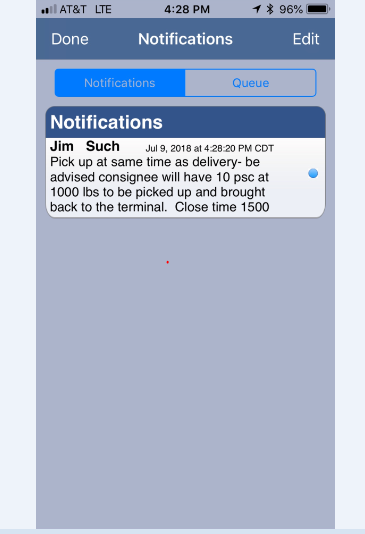 AT&T LTE 4:28 PM 96%
Done Notifications Edit
Notifications Queue
Notifications
Jim Such Jul 9, 2018 at 4:28:20 PM CDT
Pick up at same time as delivery- be
advised consignee will have 10 psc at
1000 lbs to be picked up and brought
back to the terminal. Close time 1500